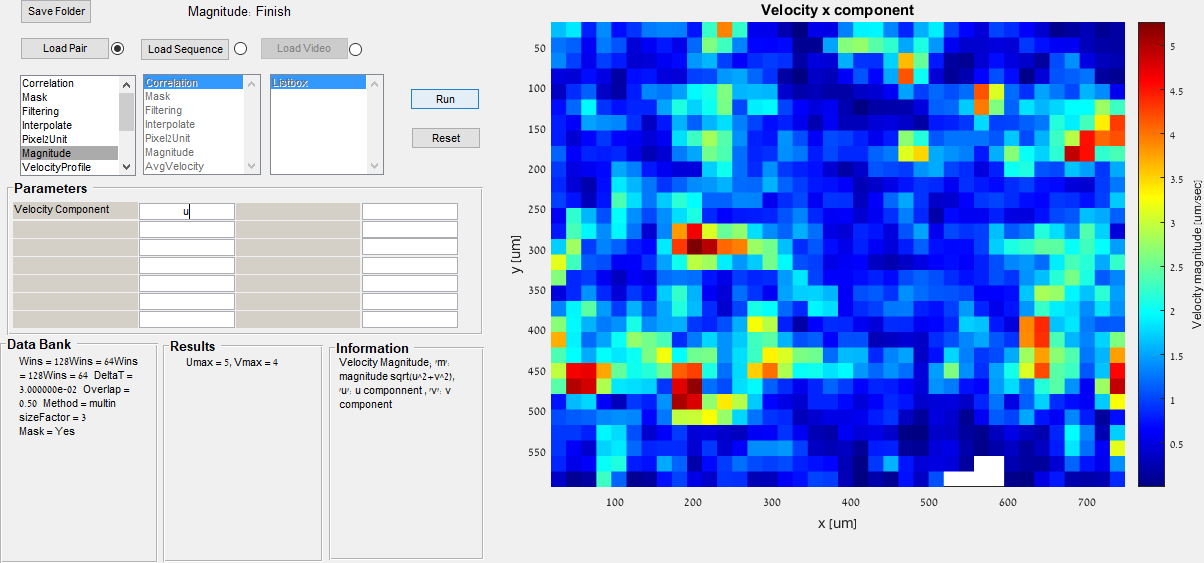 Save Folder
Magnitude: Finish
Load Pair
Load Sequence
Load Video
Correlation
Mask
Filtering
Interpolate
Pixel2Unit
Magnitude
VelocityProfile
Correlation
Mask
Filtering
Interpolate
Pixel2Unit
Magnitude
AvgVelocity
Listbox
Run
Reset
Parameters
Velocity Component
u
Data Bank
Wins = 128Wins = 64Wins
= 128Wins = 64 DeltaT =
3.000000e-02 Overlap =
0.50 Method = multin
sizeFactor = 3
Mask = Yes
Results
Umax = 5, Vmax = 4
Information
Velocity Magnitude, 'm':
magnitude sqrt(u^2+v^2),
'u': u componnent , 'v': v
component
Velocity x component
50
100
150
200
250
300
350
400
450
500
550
y [um]
100
200
300
400
500
600
700
x [um]
5
4.5
4
3.5
3
2.5
2
1.5
1
0.5
Velocity magnitude [um/sec]